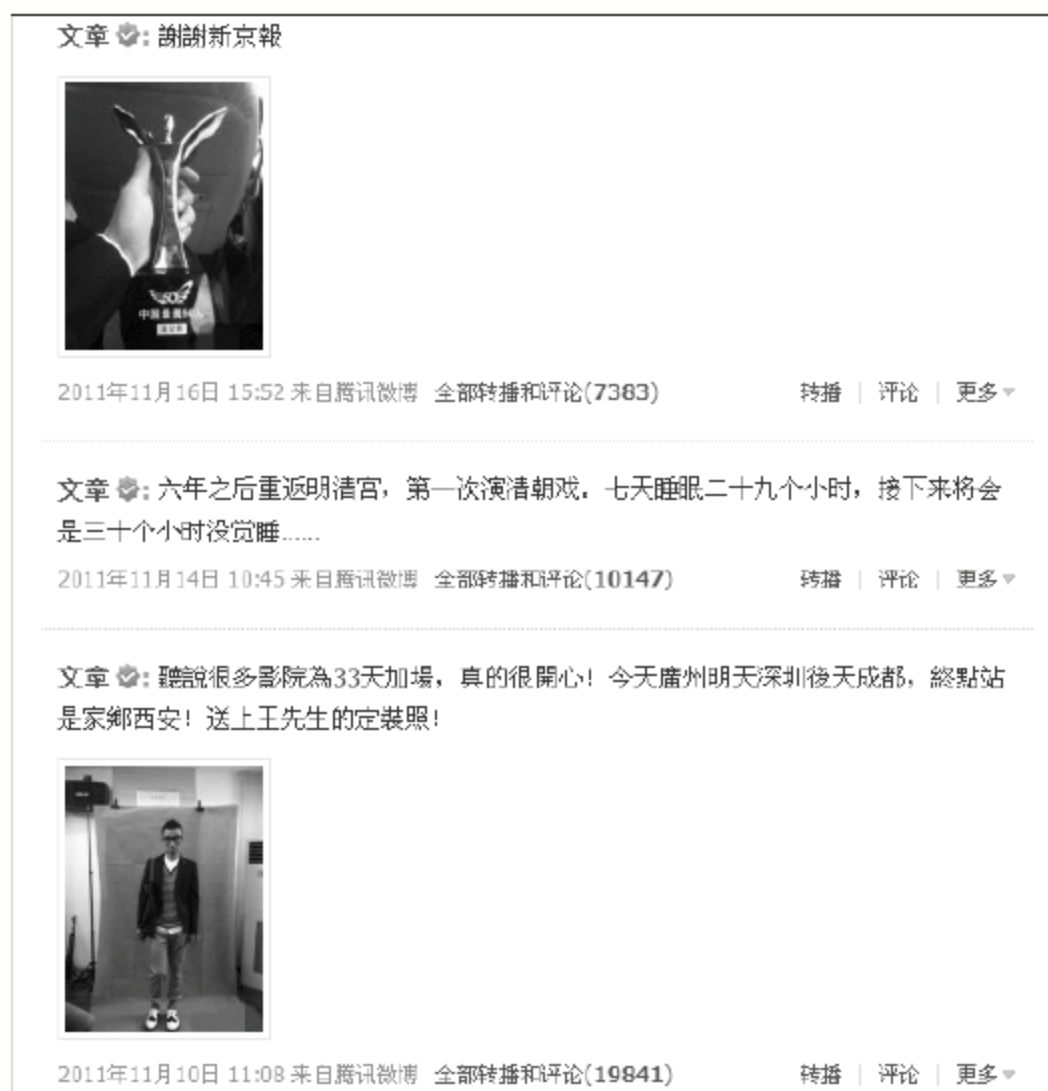 文章: 謝謝新京報
2011年11月16日 15:52 来自腾讯微博 全部转播和评论(7383) 转播 | 评论 | 更多
文章: 六年之后重返明清宫，第一次演清朝戏。七天睡眠二十九个小时，接下来将会
是三十个小时没觉睡……
2011年11月14日 10:45 来自腾讯微博 全部转播和评论(10147) 转播 | 评论 | 更多
文章: 聽說很多影院為33天加場，真的很開心！今天廣州明天深圳後天成都，終點站
是家鄉西安！送上王先生的定裝照！
2011年11月10日 11:08 来自腾讯微博 全部转播和评论(19841) 转播 | 评论 | 更多